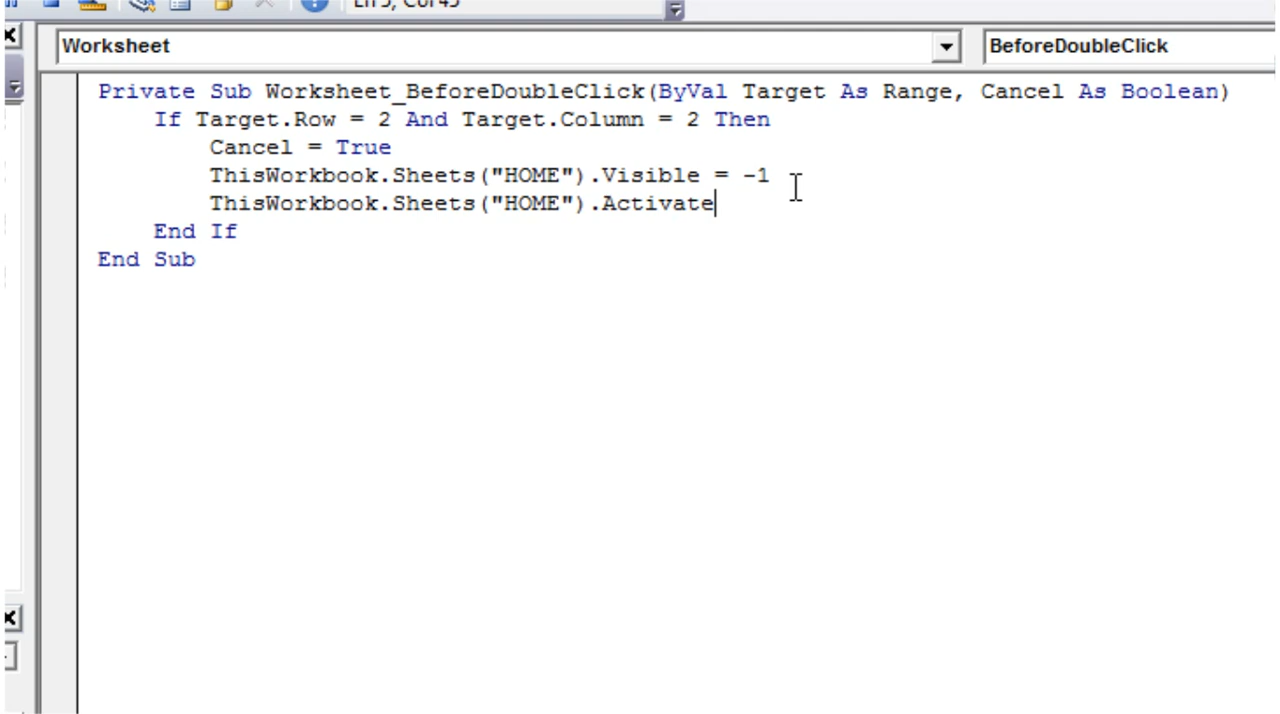 Worksheet
BeforeDoubleClick
Private Sub Worksheet_BeforeDoubleClick(ByVal Target As Range, Cancel As Boolean)
    If Target.Row = 2 And Target.Column = 2 Then
        Cancel = True
        ThisWorkbook.Sheets("HOME").Visible = -1
        ThisWorkbook.Sheets("HOME").Activate
    End If
End Sub